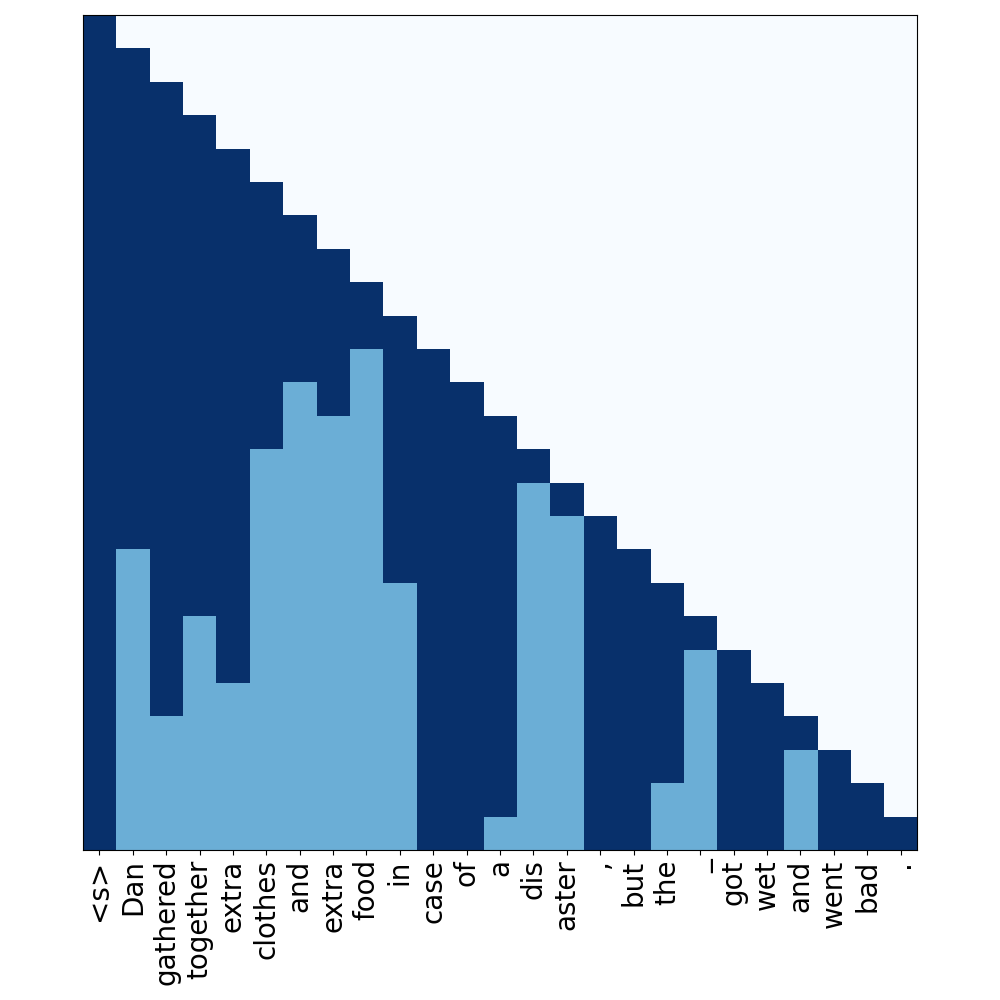 <s> Dan gathered together extra clothes and extra food in case of a dis aster , but the _ got wet and went bad .